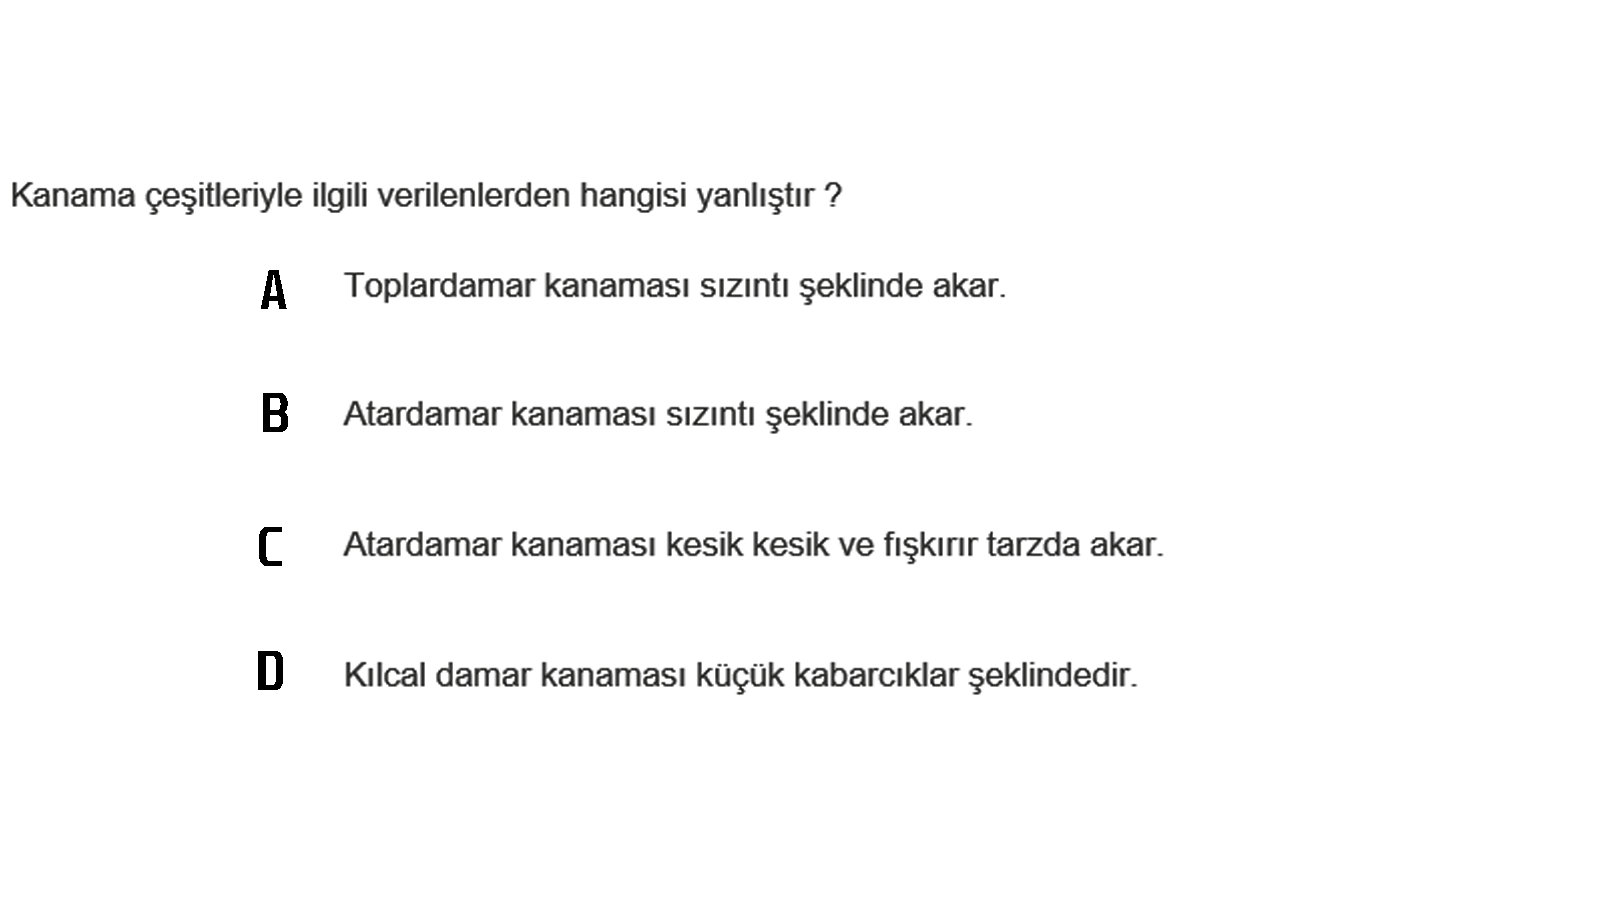 Kanama çeşitleriyle ilgili verilenlerden hangisi yanlıştır ?
A Toplardamar kanaması sızıntı şeklinde akar.
B Atardamar kanaması sızıntı şeklinde akar.
C Atardamar kanaması kesik kesik ve fışkırır tarzda akar.
D Kılcal damar kanaması küçük kabarcıklar şeklindedir.